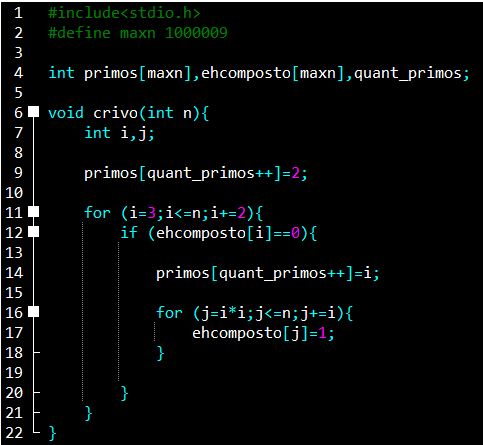 1 #include<stdio.h>
2 #define maxn 1000009
3
4 int primos[maxn],ehcomposto[maxn],quant_primos;
5
6 void crivo(int n){
7     int i,j;
8
9     primos[quant_primos++]=2;
10
11     for (i=3;i<=n;i+=2){
12         if (ehcomposto[i]==0){
13
14             primos[quant_primos++]=i;
15
16             for (j=i*i;j<=n;j+=i){
17                 ehcomposto[j]=1;
18             }
19
20         }
21     }
22 }